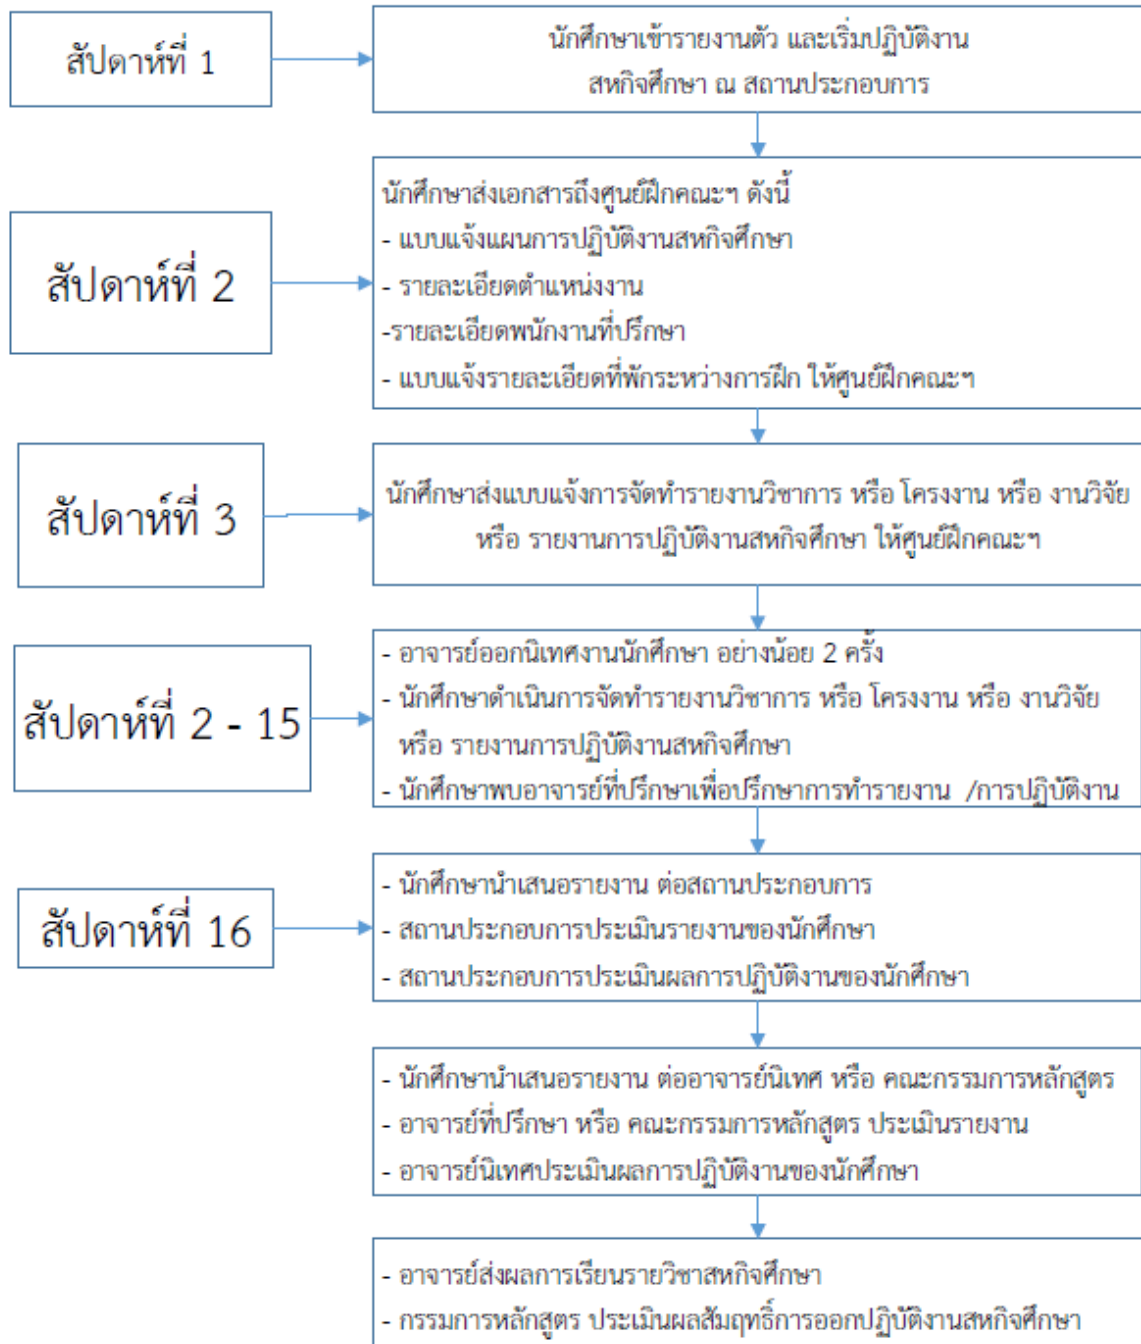 สัปดาห์ที่ 1
นักศึกษาเข้ารายงานตัว และเริ่มปฏิบัติงาน
สหกิจศึกษา ณ สถานประกอบการ
สัปดาห์ที่ 2
นักศึกษาส่งเอกสารถึงศูนย์ฝึกคณะฯ ดังนี้
- แบบแจ้งแผนการปฏิบัติงานสหกิจศึกษา
- รายละเอียดตำแหน่งงาน
-รายละเอียดพนักงานที่ปรึกษา
- แบบแจ้งรายละเอียดที่พักระหว่างการฝึก ให้ศูนย์ฝึกคณะฯ
สัปดาห์ที่ 3
นักศึกษาส่งแบบแจ้งการจัดทำรายงานวิชาการ หรือ โครงงาน หรือ งานวิจัย
หรือ รายงานการปฏิบัติงานสหกิจศึกษา ให้ศูนย์ฝึกคณะฯ
สัปดาห์ที่ 2 - 15
- อาจารย์ออกนิเทศงานนักศึกษา อย่างน้อย 2 ครั้ง
- นักศึกษาดำเนินการจัดทำรายงานวิชาการ หรือ โครงงาน หรือ งานวิจัย
หรือ รายงานการปฏิบัติงานสหกิจศึกษา
- นักศึกษาพบอาจารย์ที่ปรึกษาเพื่อปรึกษาการทำรายงาน /การปฏิบัติงาน
สัปดาห์ที่ 16
- นักศึกษานำเสนอรายงาน ต่อสถานประกอบการ
- สถานประกอบการประเมินรายงานของนักศึกษา
- สถานประกอบการประเมินผลการปฏิบัติงานของนักศึกษา
- นักศึกษานำเสนอรายงาน ต่ออาจารย์นิเทศ หรือ คณะกรรมการหลักสูตร
- อาจารย์ที่ปรึกษา หรือ คณะกรรมการหลักสูตร ประเมินรายงาน
- อาจารย์นิเทศประเมินผลการปฏิบัติงานของนักศึกษา
- อาจารย์ส่งผลการเรียนรายวิชาสหกิจศึกษา
- กรรมการหลักสูตร ประเมินผลสัมฤทธิ์การออกปฏิบัติงานสหกิจศึกษา